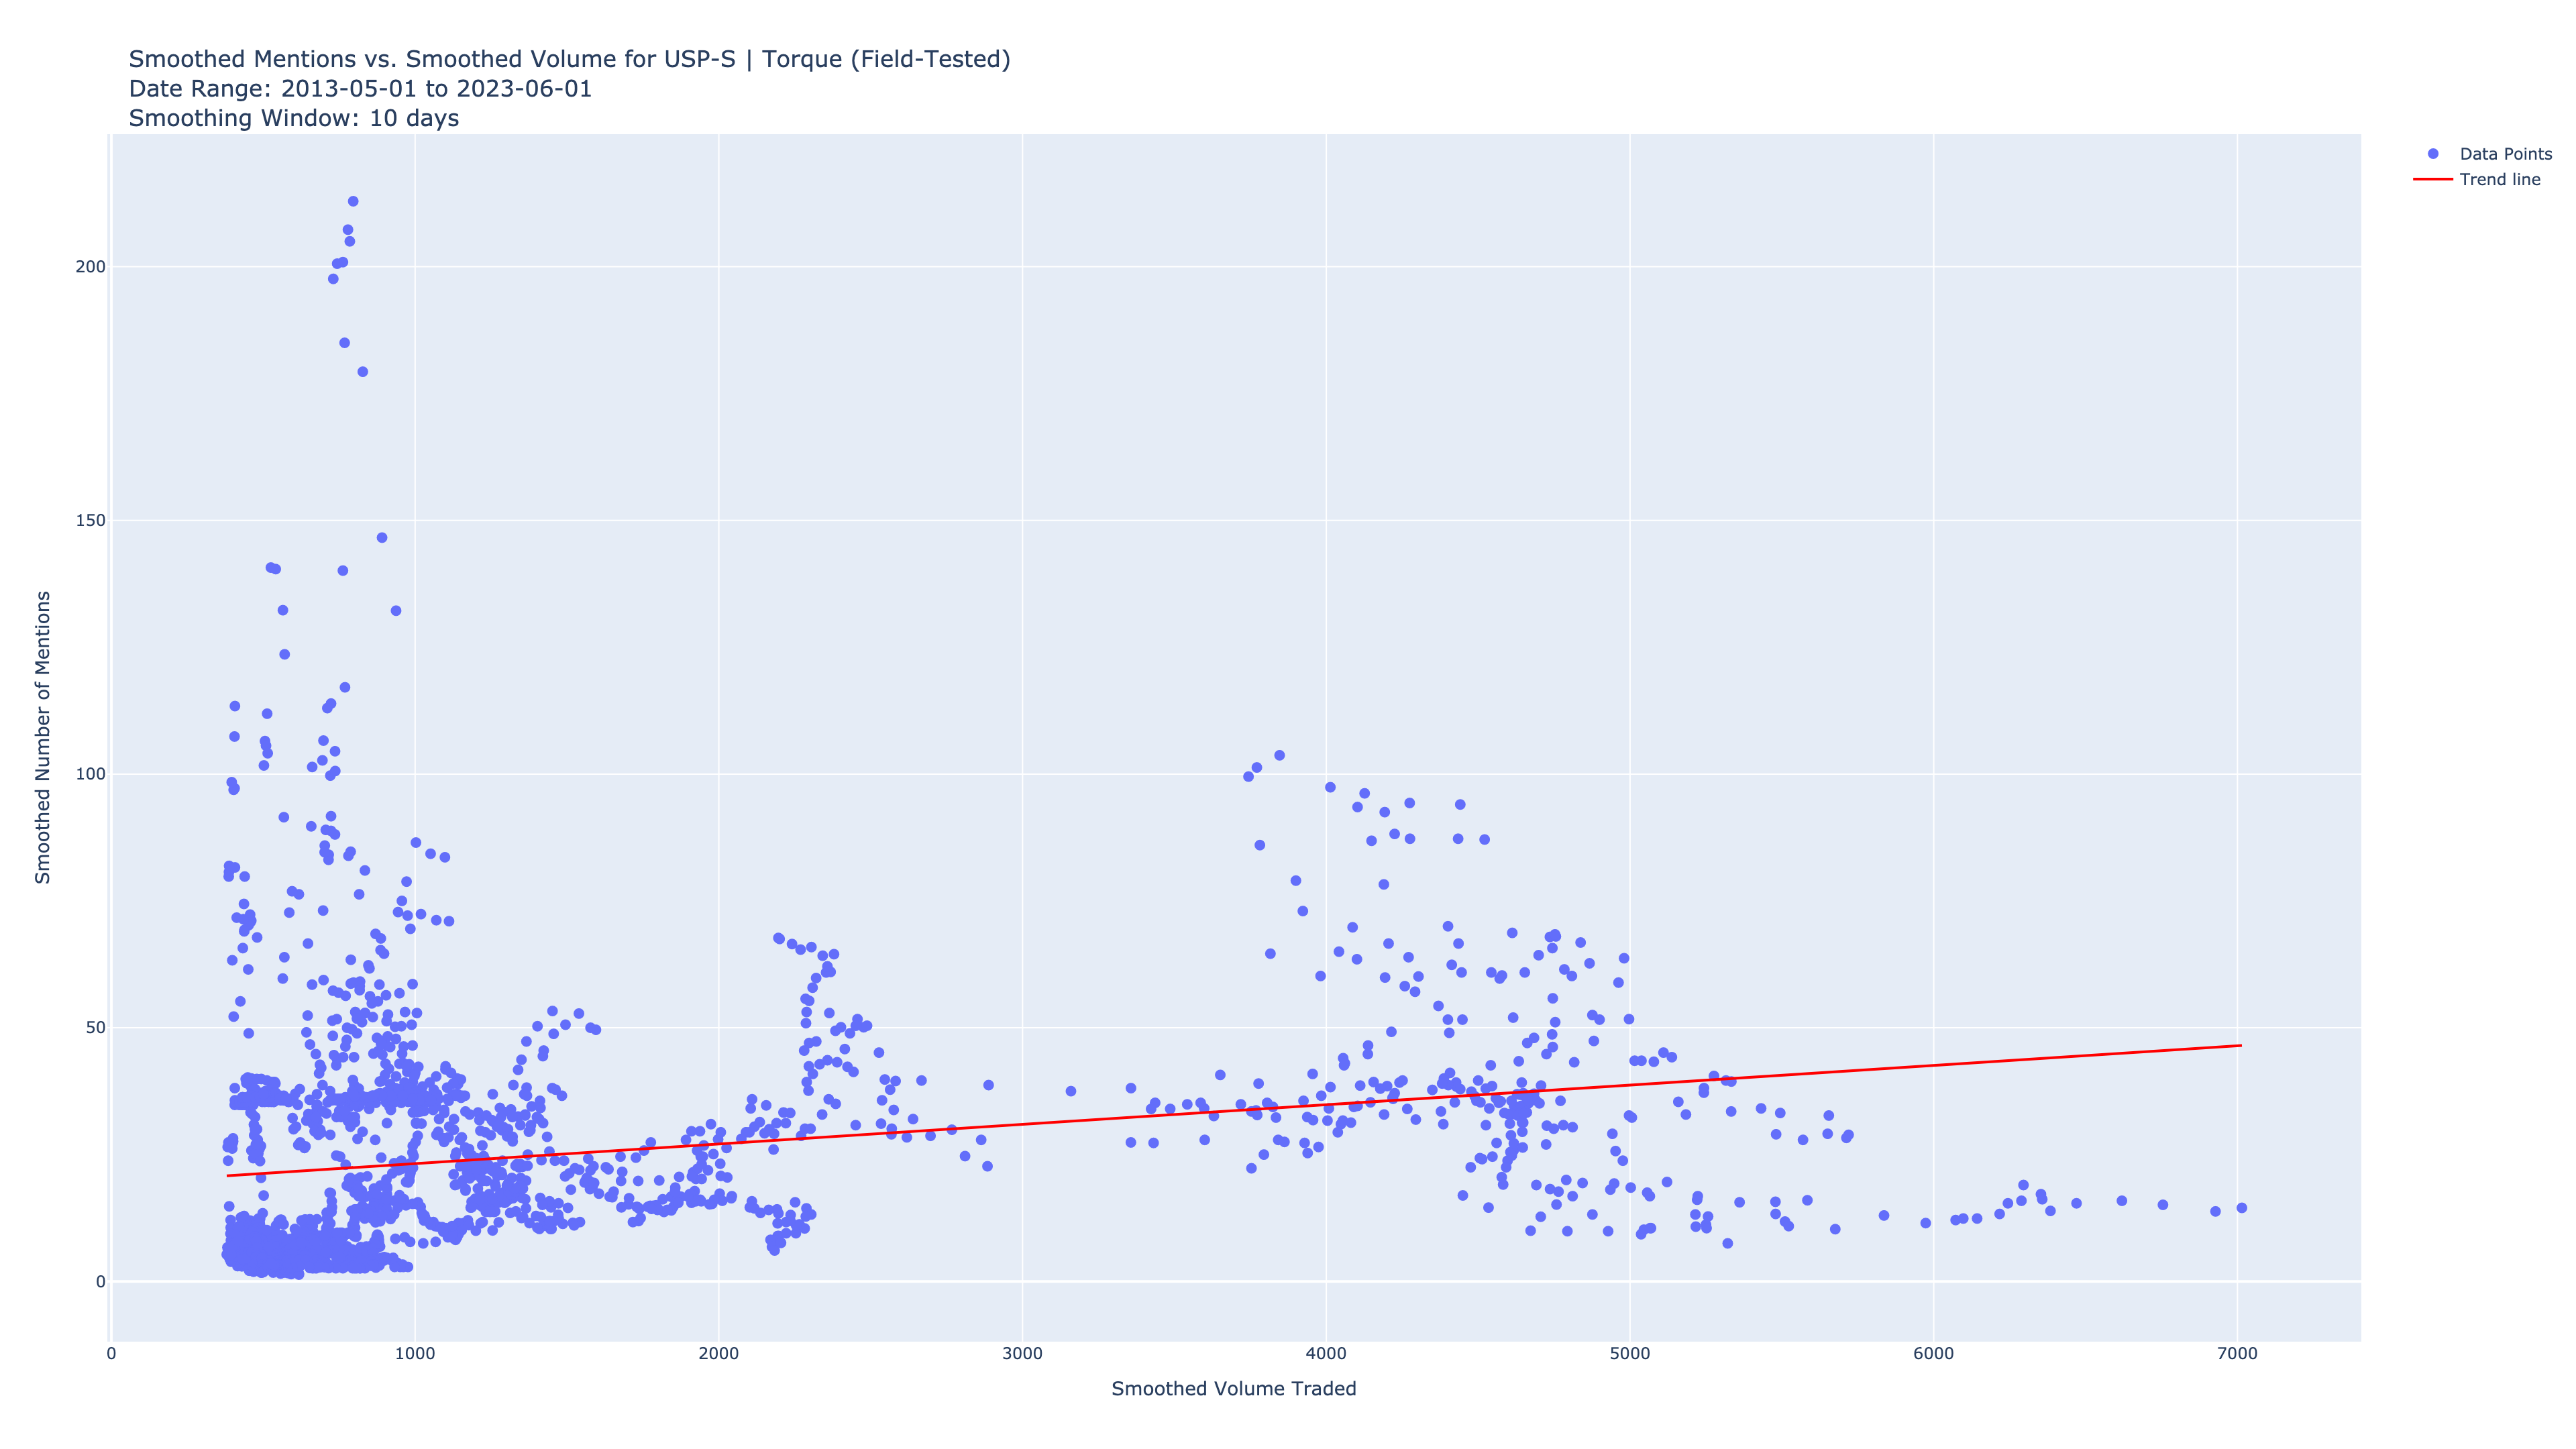 Smoothed Mentions vs. Smoothed Volume for USP-S | Torque (Field-Tested)
Date Range: 2013-05-01 to 2023-06-01
Smoothing Window: 10 days
Data Points
Trend line
Smoothed Number of Mentions
200
150
100
50
0
0 1000 2000 3000 4000 5000 6000 7000
Smoothed Volume Traded